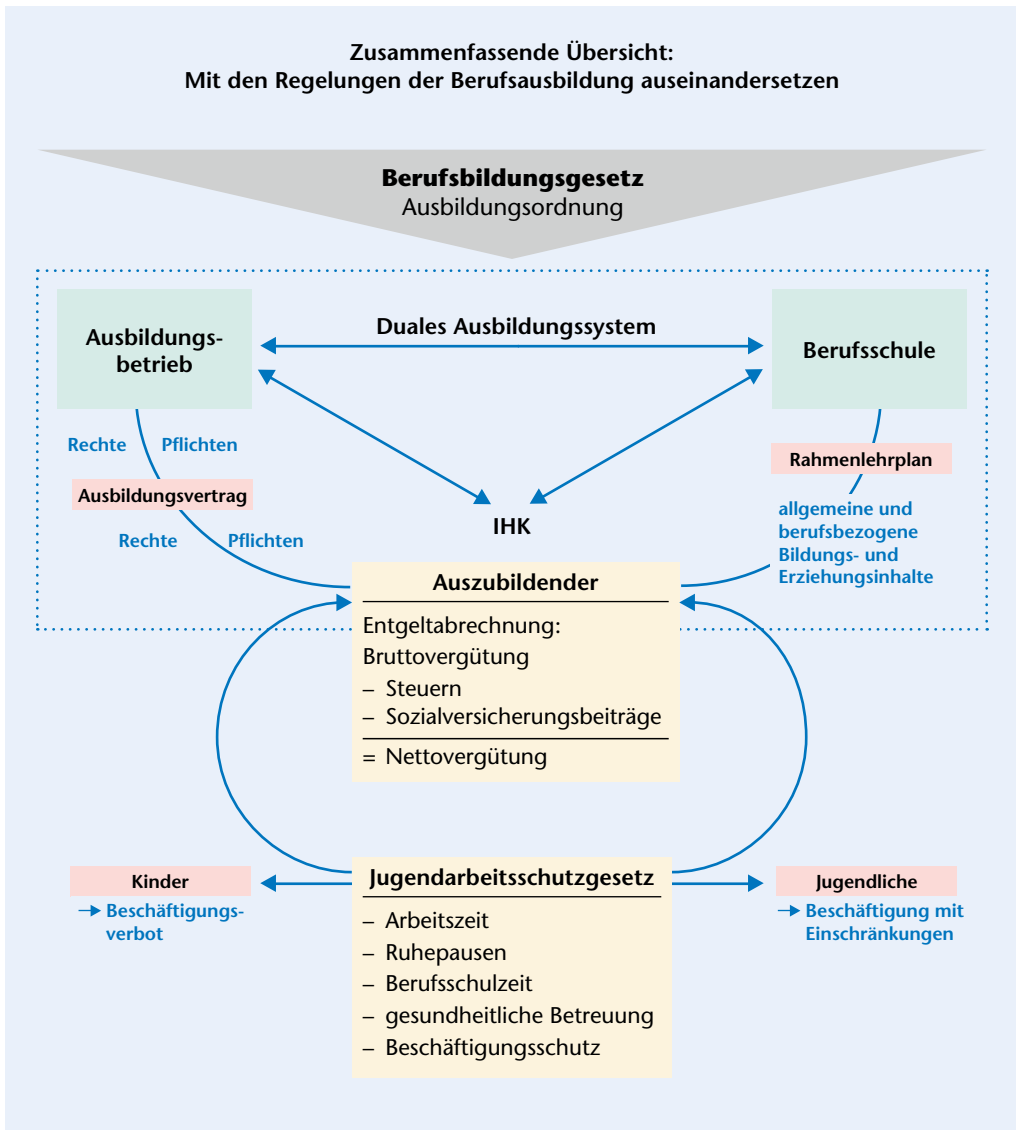 Zusammenfassende Übersicht:
Mit den Regelungen der Berufsausbildung auseinandersetzen
Berufsbildungsgesetz
Ausbildungsordnung
Ausbildungs-
betrieb
Duales Ausbildungssystem
Berufsschule
Rechte Pflichten
Ausbildungsvertrag
Rechte Pflichten
IHK
Rahmenlehrplan
allgemeine und
berufsbezogene
Bildungs- und
Erziehungsinhalte
Auszubildender
Entgeltabrechnung:
Bruttovergütung
– Steuern
– Sozialversicherungsbeiträge
= Nettovergütung
Kinder
→ Beschäftigungs-
verbot
Jugendarbeitsschutzgesetz
– Arbeitszeit
– Ruhepausen
– Berufsschulzeit
– gesundheitliche Betreuung
– Beschäftigungsschutz
Jugendliche
→ Beschäftigung mit
Einschränkungen